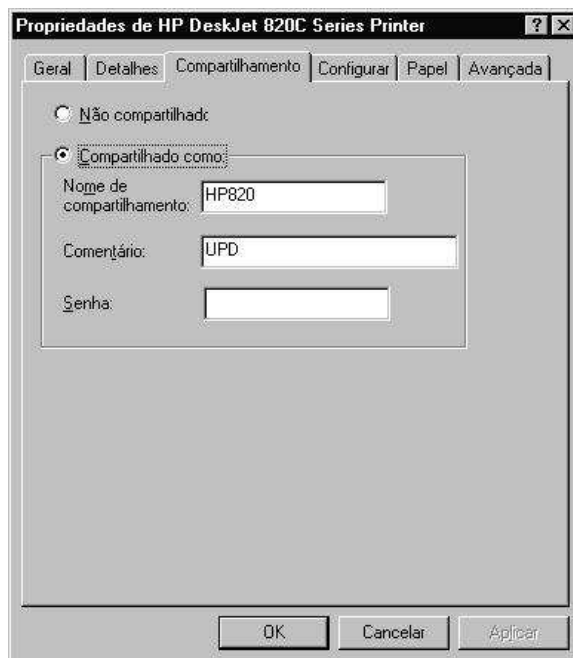 Propriedades de HP DeskJet 820C Series Printer
Geral Detalhes Compartilhamento Configurar Papel Avançada
Não compartilhado
Compartilhado como:
Nome de
compartilhamento: HP820
Comentário: UPD
Senha:
OK Cancelar Aplicar